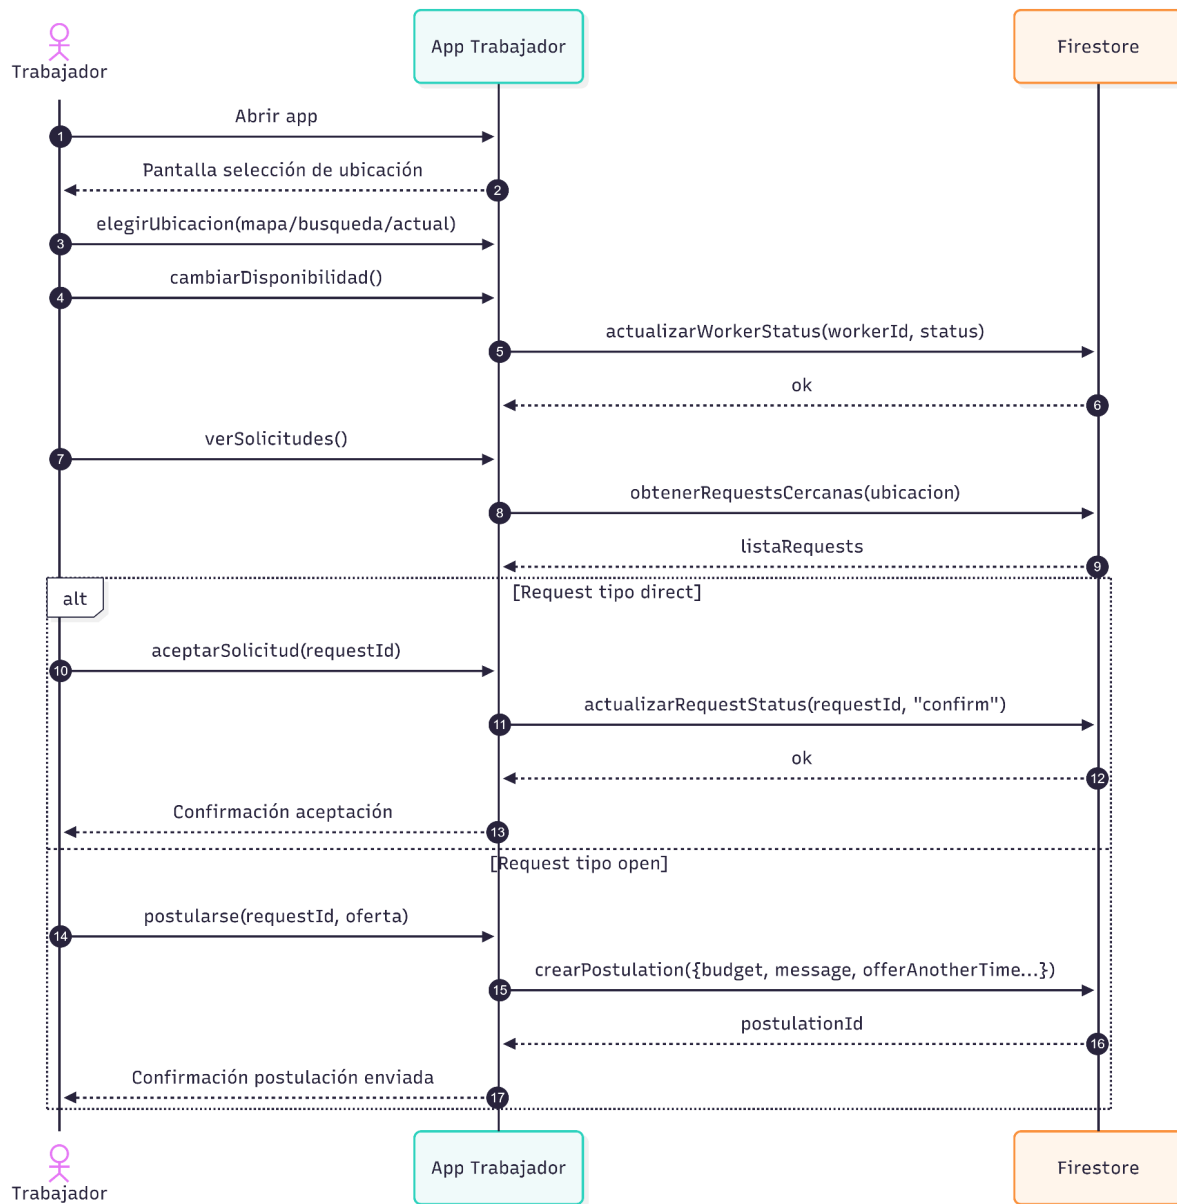 Trabajador
App Trabajador
Firestore
Abrir app
1
Pantalla selección de ubicación
2
elegirUbicacion(mapa/busqueda/actual)
3
cambiarDisponibilidad()
4
actualizarWorkerStatus(workerId, status)
5
ok
6
verSolicitudes()
7
obtenerRequestsCercanas(ubicacion)
8
listaRequests
9
alt
[Request tipo direct]
aceptarSolicitud(requestId)
10
actualizarRequestStatus(requestId, "confirm")
11
ok
12
Confirmación aceptación
13
[Request tipo open]
postularse(requestId, oferta)
14
crearPostulation({budget, message, offerAnotherTime...})
15
postulationId
16
Confirmación postulación enviada
17
Trabajador
App Trabajador
Firestore